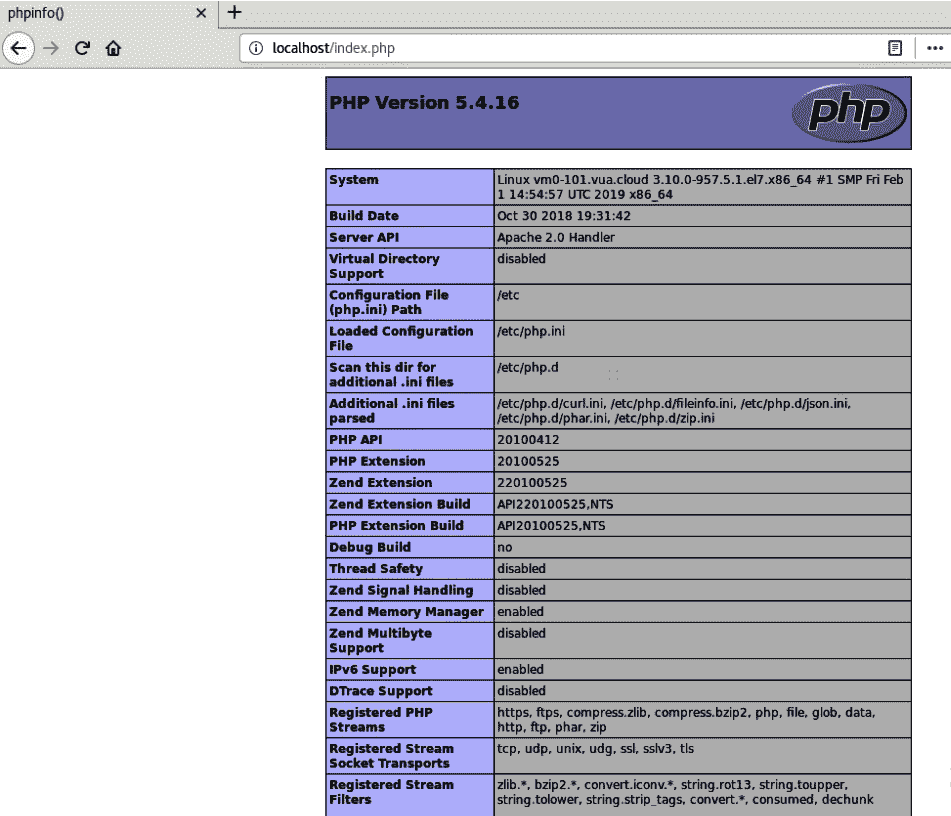 phpinfo()
localhost/index.php
PHP Version 5.4.16
php
System
Linux vm0-101.vua.cloud 3.10.0-957.5.1.el7.x86_64 #1 SMP Fri Feb
1 14:54:57 UTC 2019 x86_64
Build Date
Oct 30 2018 19:31:42
Server API
Apache 2.0 Handler
Virtual Directory
Support
disabled
Configuration File
(php.ini) Path
/etc
Loaded Configuration
File
/etc/php.ini
Scan this dir for
additional .ini files
/etc/php.d
Additional .ini files
parsed
/etc/php.d/curl.ini, /etc/php.d/fileinfo.ini, /etc/php.d/json.ini,
/etc/php.d/phar.ini, /etc/php.d/zip.ini
PHP API
20100412
PHP Extension
20100525
Zend Extension
220100525
Zend Extension Build
API220100525,NTS
PHP Extension Build
API20100525,NTS
Debug Build
no
Thread Safety
disabled
Zend Signal Handling
disabled
Zend Memory Manager
enabled
Zend Multibyte
Support
disabled
IPv6 Support
enabled
DTrace Support
disabled
Registered PHP
Streams
https, ftps, compress.zlib, compress.bzip2, php, file, glob, data,
http, ftp, phar, zip
Registered Stream
Socket Transports
tcp, udp, unix, udg, ssl, sslv3, tls
Registered Stream
Filters
zlib.*, bzip2.*, convert.iconv.*, string.rot13, string.toupper,
string.tolower, string.strip_tags, convert.*, consumed, dechunk